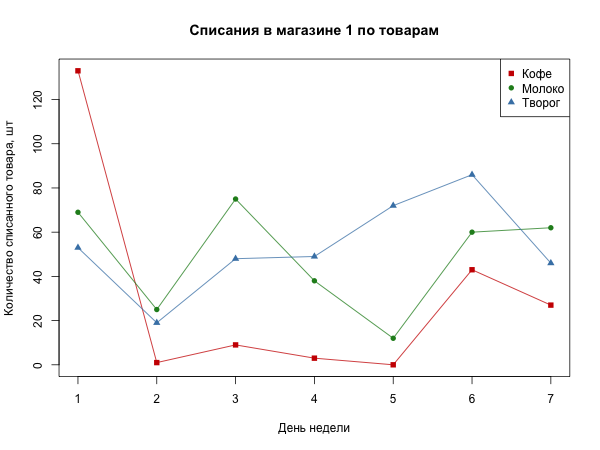 Списания в магазине 1 по товарам
Кофе
Молоко
Творог
Количество списанного товара, шт
120
100
80
60
40
20
0
1 2 3 4 5 6 7
День недели